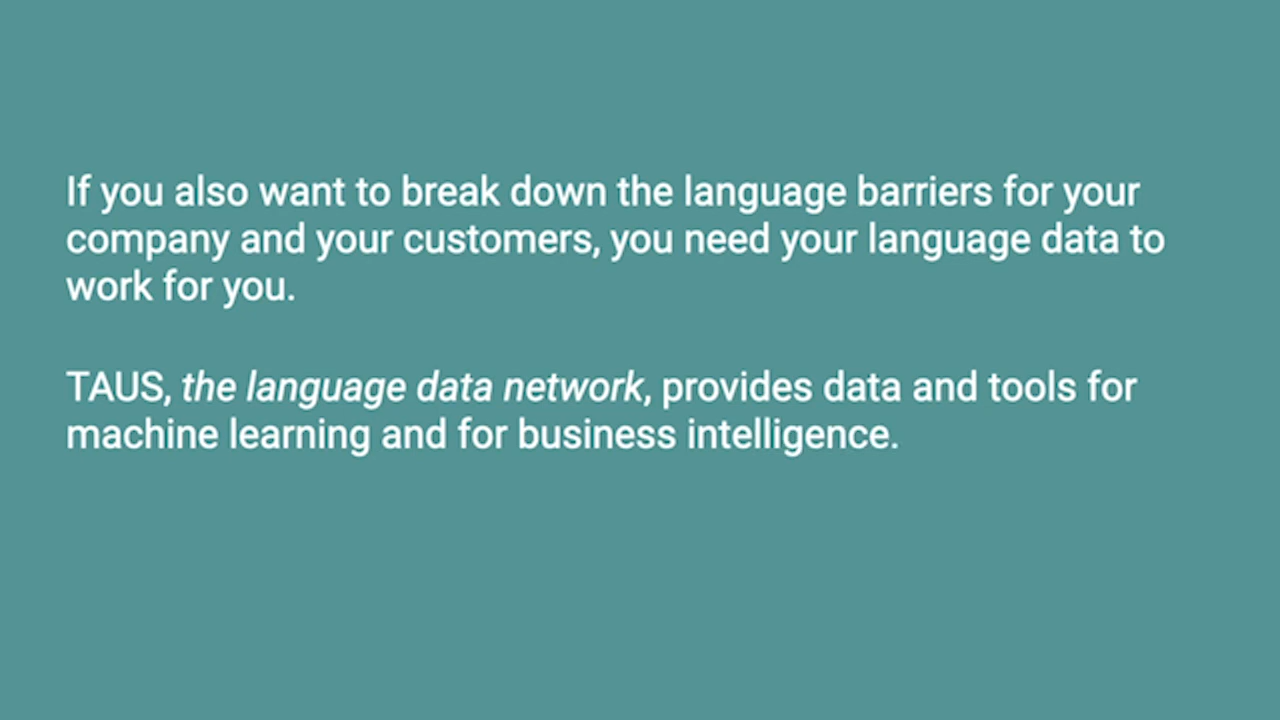 If you also want to break down the language barriers for your
company and your customers, you need your language data to
work for you.
TAUS, the language data network, provides data and tools for
machine learning and for business intelligence.